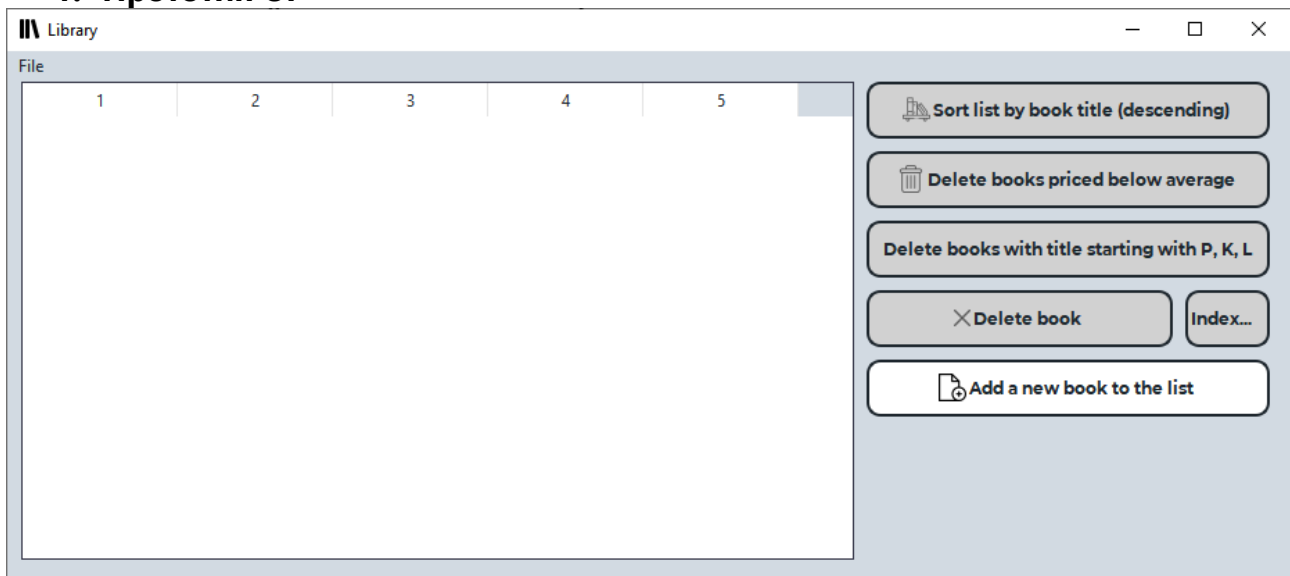 Library
File
1 2 3 4 5
Sort list by book title (descending)
Delete books priced below average
Delete books with title starting with P, K, L
Delete book
Index...
Add a new book to the list